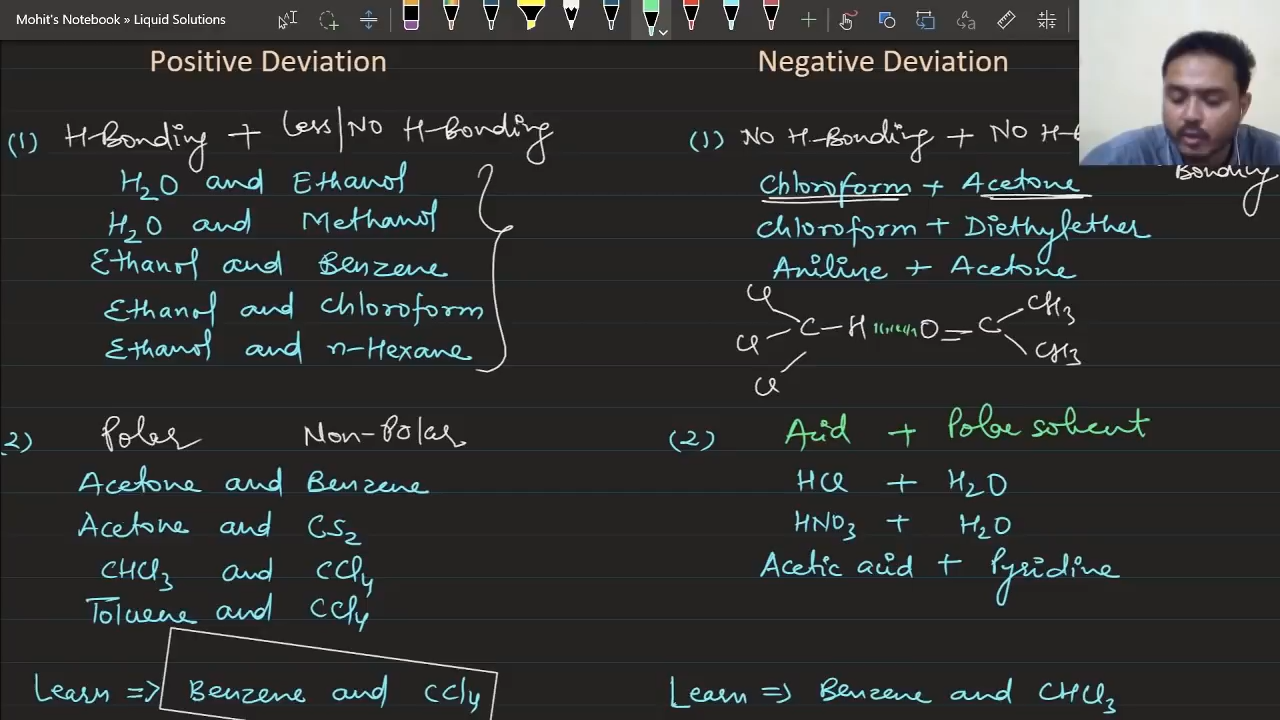 Mohit's Notebook » Liquid Solutions
Positive Deviation
(1) H-Bonding + Less/No H-Bonding
H2O and Ethanol
H2O and Methanol
Ethanol and Benzene
Ethanol and Chloroform
Ethanol and n-Hexane
2) Polar Non-Polar
Acetone and Benzene
Acetone and CS2
CHCl3 and CCl4
Toluene and CCl4
Learn => Benzene and CCl4
Negative Deviation
(1) NO H-Bonding + NO H-
Bonding
Chloroform + Acetone
Chloroform + Diethylether
Aniline + Acetone
Cl CH3
Cl C - H O = C
Cl CH3
(2) Acid + Polar solvent
HCl + H2O
HNO3 + H2O
Acetic acid + Pyridine
Learn => Benzene and CHCl3